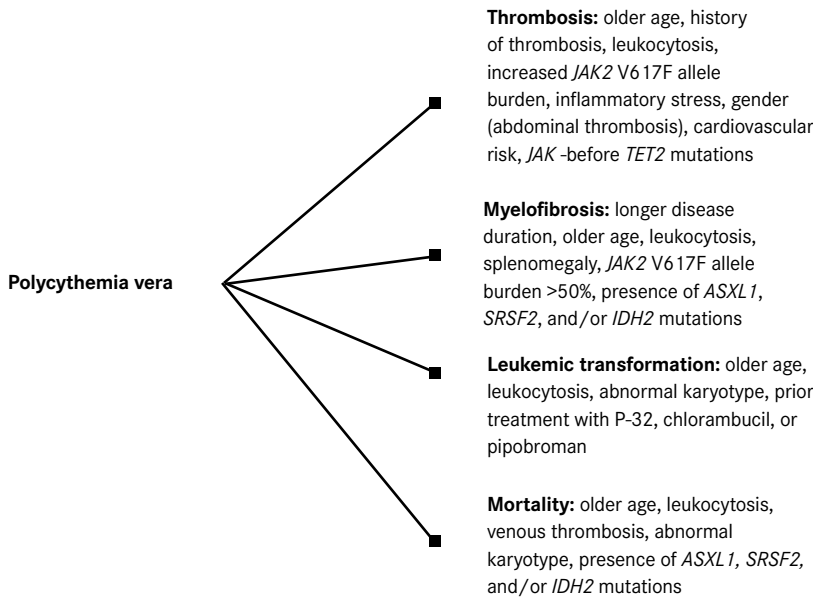 Thrombosis: older age, history
of thrombosis, leukocytosis,
increased JAK2 V617F allele
burden, inflammatory stress, gender
(abdominal thrombosis), cardiovascular
risk, JAK -before TET2 mutations
Myelofibrosis: longer disease
duration, older age, leukocytosis,
splenomegaly, JAK2 V617F allele
burden >50%, presence of ASXL1,
SRSF2, and/or IDH2 mutations
Polycythemia vera
Leukemic transformation: older age,
leukocytosis, abnormal karyotype, prior
treatment with P-32, chlorambucil, or
pipobroman
Mortality: older age, leukocytosis,
venous thrombosis, abnormal
karyotype, presence of ASXL1, SRSF2,
and/or IDH2 mutations